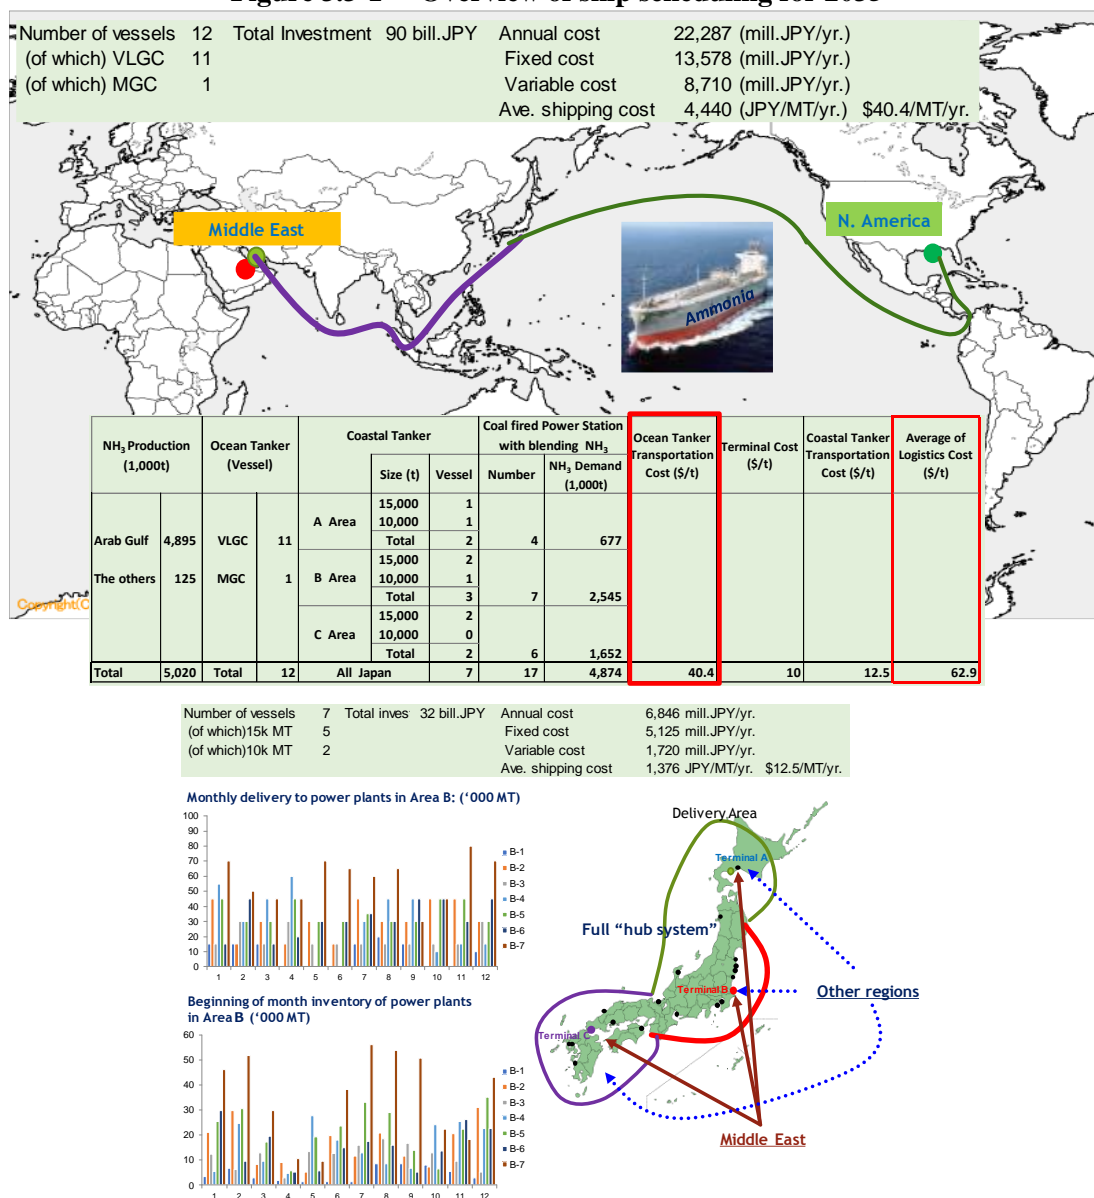 Number of vessels 12 Total Investment 90 bill.JPY Annual cost 22,287 (mill.JPY/yr.)
(of which) VLGC 11 Fixed cost 13,578 (mill.JPY/yr.)
(of which) MGC 1 Variable cost 8,710 (mill.JPY/yr.)
Ave. shipping cost 4,440 (JPY/MT/yr.) $40.4/MT/yr.
Middle East
N. America
Ammonia
NH3 Production (1,000t) Ocean Tanker (Vessel) Coastal Tanker Coal fired Power Station with blending NH3 Ocean Tanker Transportation Cost ($/t) Terminal Cost ($/t) Coastal Tanker Transportation Cost ($/t) Average of Logistics Cost ($/t)
Size (t) Vessel Number NH3 Demand (1,000t)
15,000 1
A Area 10,000 1
Arab Gulf 4,895 VLGC 11 Total 2 4 677
15,000 2
The others 125 MGC 1 B Area 10,000 1
Total 3 7 2,545
15,000 2
C Area 10,000 0
Total 2 6 1,652
Total 5,020 Total 12 All Japan 7 17 4,874 40.4 10 12.5 62.9
Copyright(C
Number of vessels 7 Total inves 32 bill.JPY Annual cost 6,846 mill.JPY/yr.
(of which)15k MT 5 Fixed cost 5,125 mill.JPY/yr.
(of which)10k MT 2 Variable cost 1,720 mill.JPY/yr.
Ave. shipping cost 1,376 JPY/MT/yr. $12.5/MT/yr.
Monthly delivery to power plants in Area B: (‘000 MT)
100
90
80
70
60
50
40
30
20
10
0
1 2 3 4 5 6 7 8 9 10 11 12
B-1
B-2
B-3
B-4
B-5
B-6
B-7
Beginning of month inventory of power plants
in Area B (‘000 MT)
60
50
40
30
20
10
0
1 2 3 4 5 6 7 8 9 10 11 12
B-1
B-2
B-3
B-4
B-5
B-6
B-7
Delivery Area
Terminal A
Full “hub system”
Terminal B
Other regions
Terminal C
Middle East